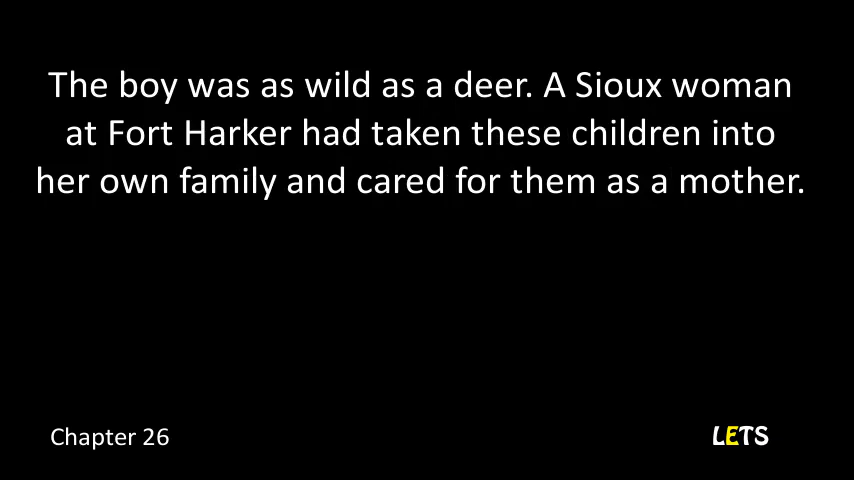 The boy was as wild as a deer. A Sioux woman
at Fort Harker had taken these children into
her own family and cared for them as a mother.
Chapter 26
LETS